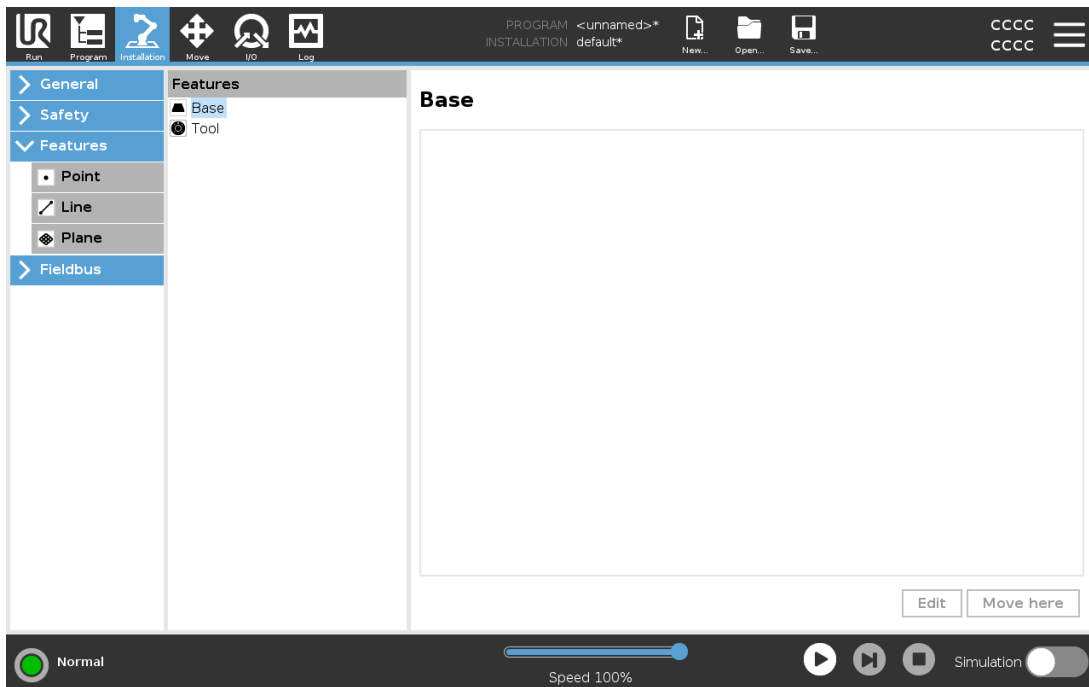 Run Program Installation Move I/O Log
PROGRAM <unnamed>*
INSTALLATION default*
New... Open... Save...
CCCC
CCCC
General
Safety
Features
Point
Line
Plane
Fieldbus
Features
Base
Tool
Base
Edit Move here
Normal
Speed 100%
Simulation